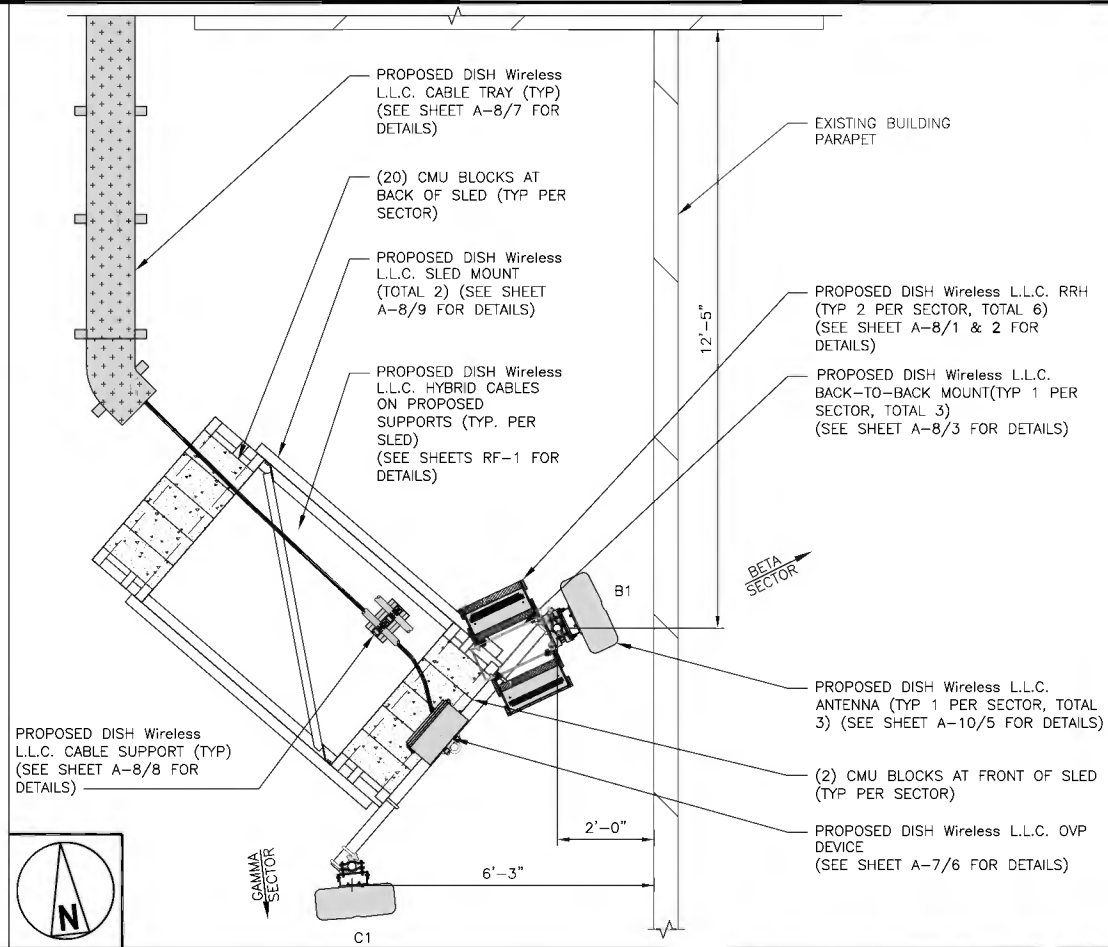 PROPOSED DISH Wireless
L.L.C. CABLE TRAY (TYP)
(SEE SHEET A-8/7 FOR
DETAILS)
(20) CMU BLOCKS AT
BACK OF SLED (TYP PER
SECTOR)
PROPOSED DISH Wireless
L.L.C. SLED MOUNT
(TOTAL 2) (SEE SHEET
A-8/9 FOR DETAILS)
PROPOSED DISH Wireless
L.L.C. HYBRID CABLES
ON PROPOSED
SUPPORTS (TYP. PER
SLED)
(SEE SHEETS RF-1 FOR
DETAILS)
EXISTING BUILDING
PARAPET
12'-5"
PROPOSED DISH Wireless L.L.C. RRH
(TYP 2 PER SECTOR, TOTAL 6)
(SEE SHEET A-8/1 & 2 FOR
DETAILS)
PROPOSED DISH Wireless L.L.C.
BACK-TO-BACK MOUNT(TYP 1 PER
SECTOR, TOTAL 3)
(SEE SHEET A-8/3 FOR DETAILS)
BETA
SECTOR
B1
PROPOSED DISH Wireless L.L.C.
ANTENNA (TYP 1 PER SECTOR, TOTAL
3) (SEE SHEET A-10/5 FOR DETAILS)
(2) CMU BLOCKS AT FRONT OF SLED
(TYP PER SECTOR)
PROPOSED DISH Wireless L.L.C. OVP
DEVICE
(SEE SHEET A-7/6 FOR DETAILS)
PROPOSED DISH Wireless
L.L.C. CABLE SUPPORT (TYP)
(SEE SHEET A-8/8 FOR
DETAILS)
2'-0"
6'-3"
GAMMA
SECTOR
C1
N